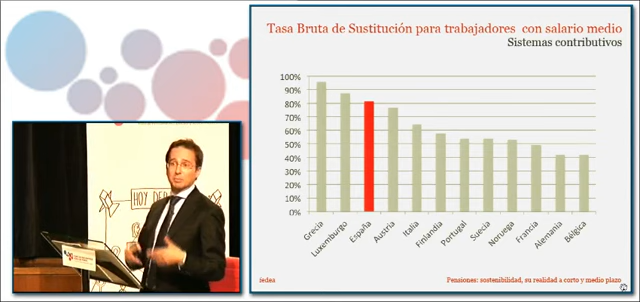 Tasa Bruta de Sustitución para trabajadores con salario medio
Sistemas contributivos
100%
90%
80%
70%
60%
50%
40%
30%
20%
10%
0%
Grecia
Luxemburgo
España
Austria
Italia
Finlandia
Portugal
Suecia
Noruega
Francia
Alemania
Bélgica
fedea
Pensiones: sostenibilidad, su realidad a corto y medio plazo
HOY